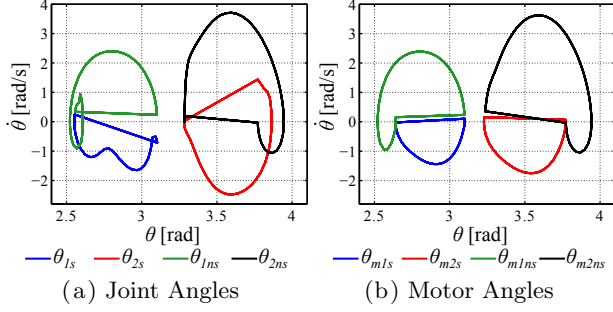 4
3
2
1
0
−1
−2
θ̇ [rad/s]
2.5 3 3.5 4
θ [rad]
θ1s θ2s θ1ns θ2ns
(a) Joint Angles
4
3
2
1
0
−1
−2
θ̇ [rad/s]
2.5 3 3.5 4
θ [rad]
θm1s θm2s θm1ns θm2ns
(b) Motor Angles